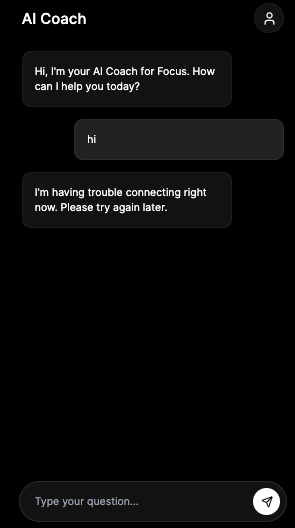 AI Coach
Hi, I'm your AI Coach for Focus. How
can I help you today?
hi
I'm having trouble connecting right
now. Please try again later.
Type your question...